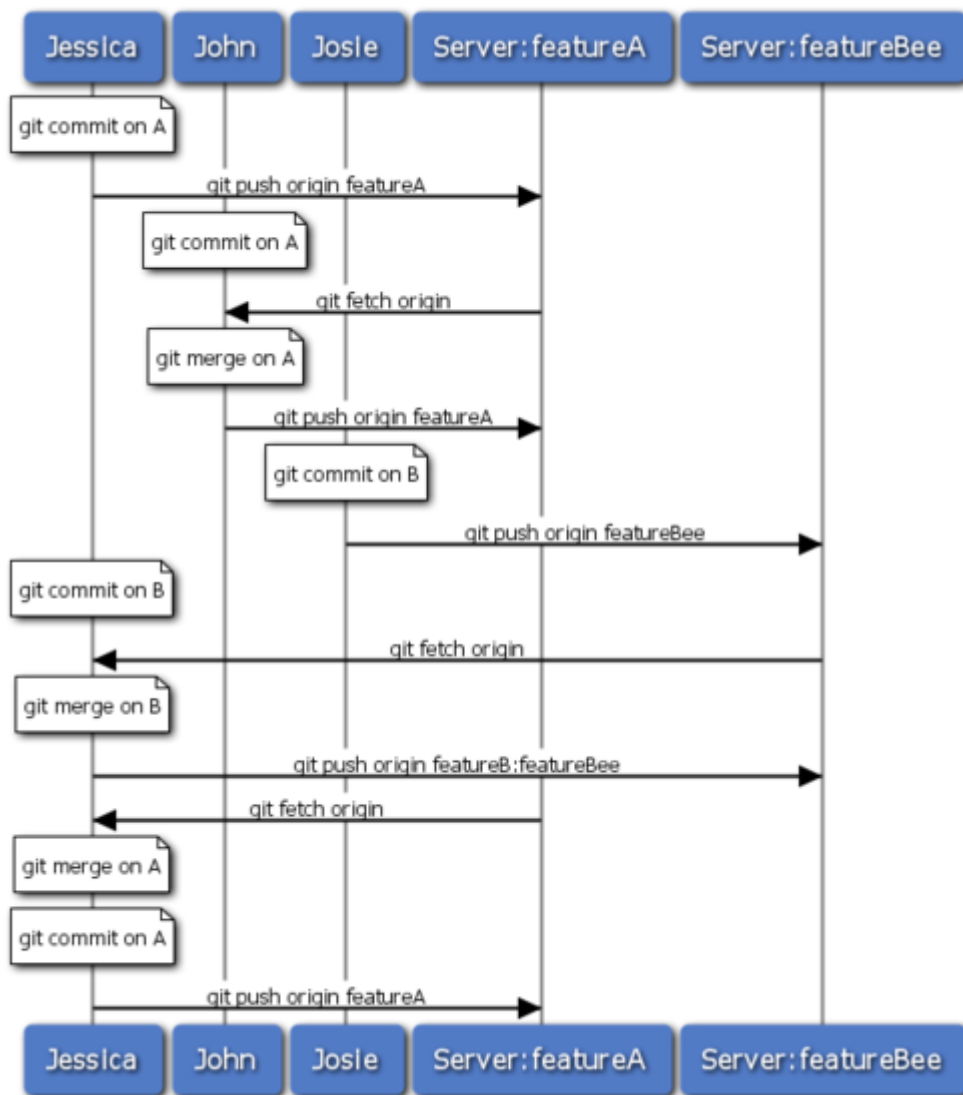 Jessica John Josie Server:featureA Server:featureBee
git commit on A
git push origin featureA
git commit on A
git fetch origin
git merge on A
git push origin featureA
git commit on B
git push origin featureBee
git commit on B
git fetch origin
git merge on B
git push origin featureB:featureBee
git fetch origin
git merge on A
git commit on A
git push origin featureA
Jessica John Josie Server:featureA Server:featureBee